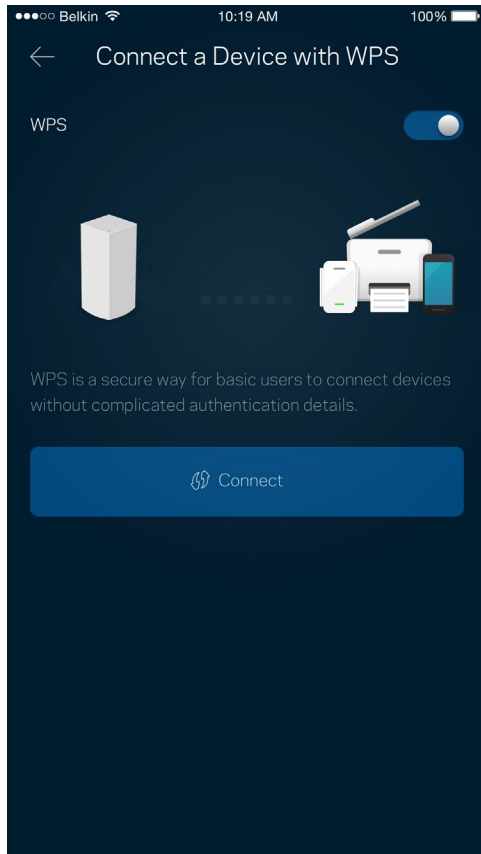 Belkin 10:19 AM 100%
Connect a Device with WPS
WPS
WPS is a secure way for basic users to connect devices
without complicated authentication details.
Connect